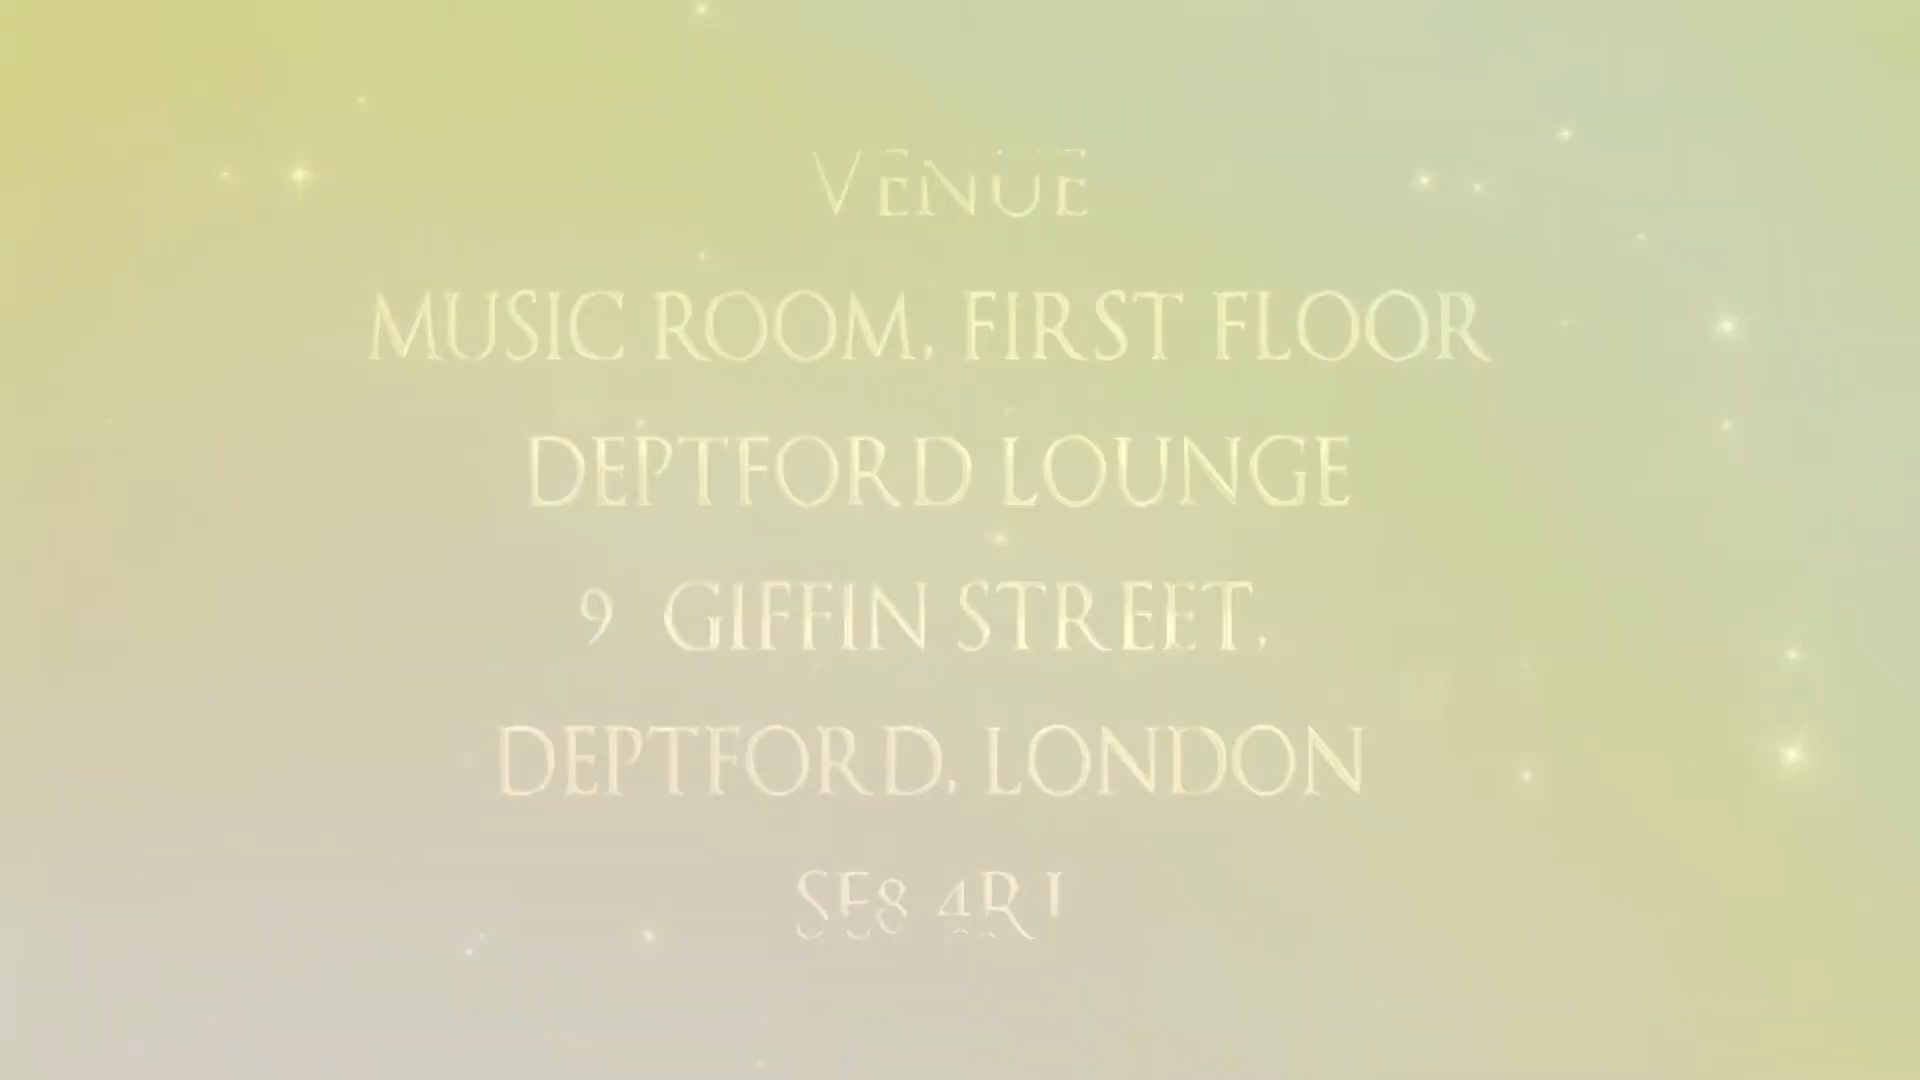 VENUE
MUSIC ROOM, FIRST FLOOR
DEPTFORD LOUNGE
9 GIFFIN STREET,
DEPTFORD, LONDON
SE8 4RJ